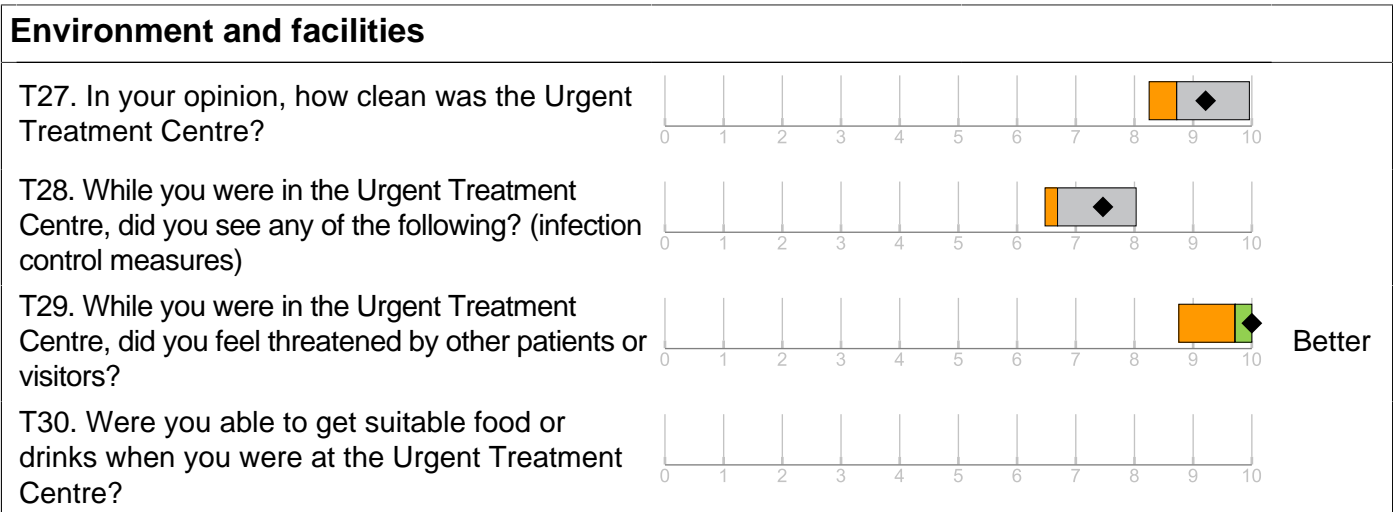 Environment and facilities
T27. In your opinion, how clean was the Urgent
Treatment Centre?
0 1 2 3 4 5 6 7 8 9 10
T28. While you were in the Urgent Treatment
Centre, did you see any of the following? (infection
control measures)
0 1 2 3 4 5 6 7 8 9 10
T29. While you were in the Urgent Treatment
Centre, did you feel threatened by other patients or
visitors?
0 1 2 3 4 5 6 7 8 9 10
Better
T30. Were you able to get suitable food or
drinks when you were at the Urgent Treatment
Centre?
0 1 2 3 4 5 6 7 8 9 10